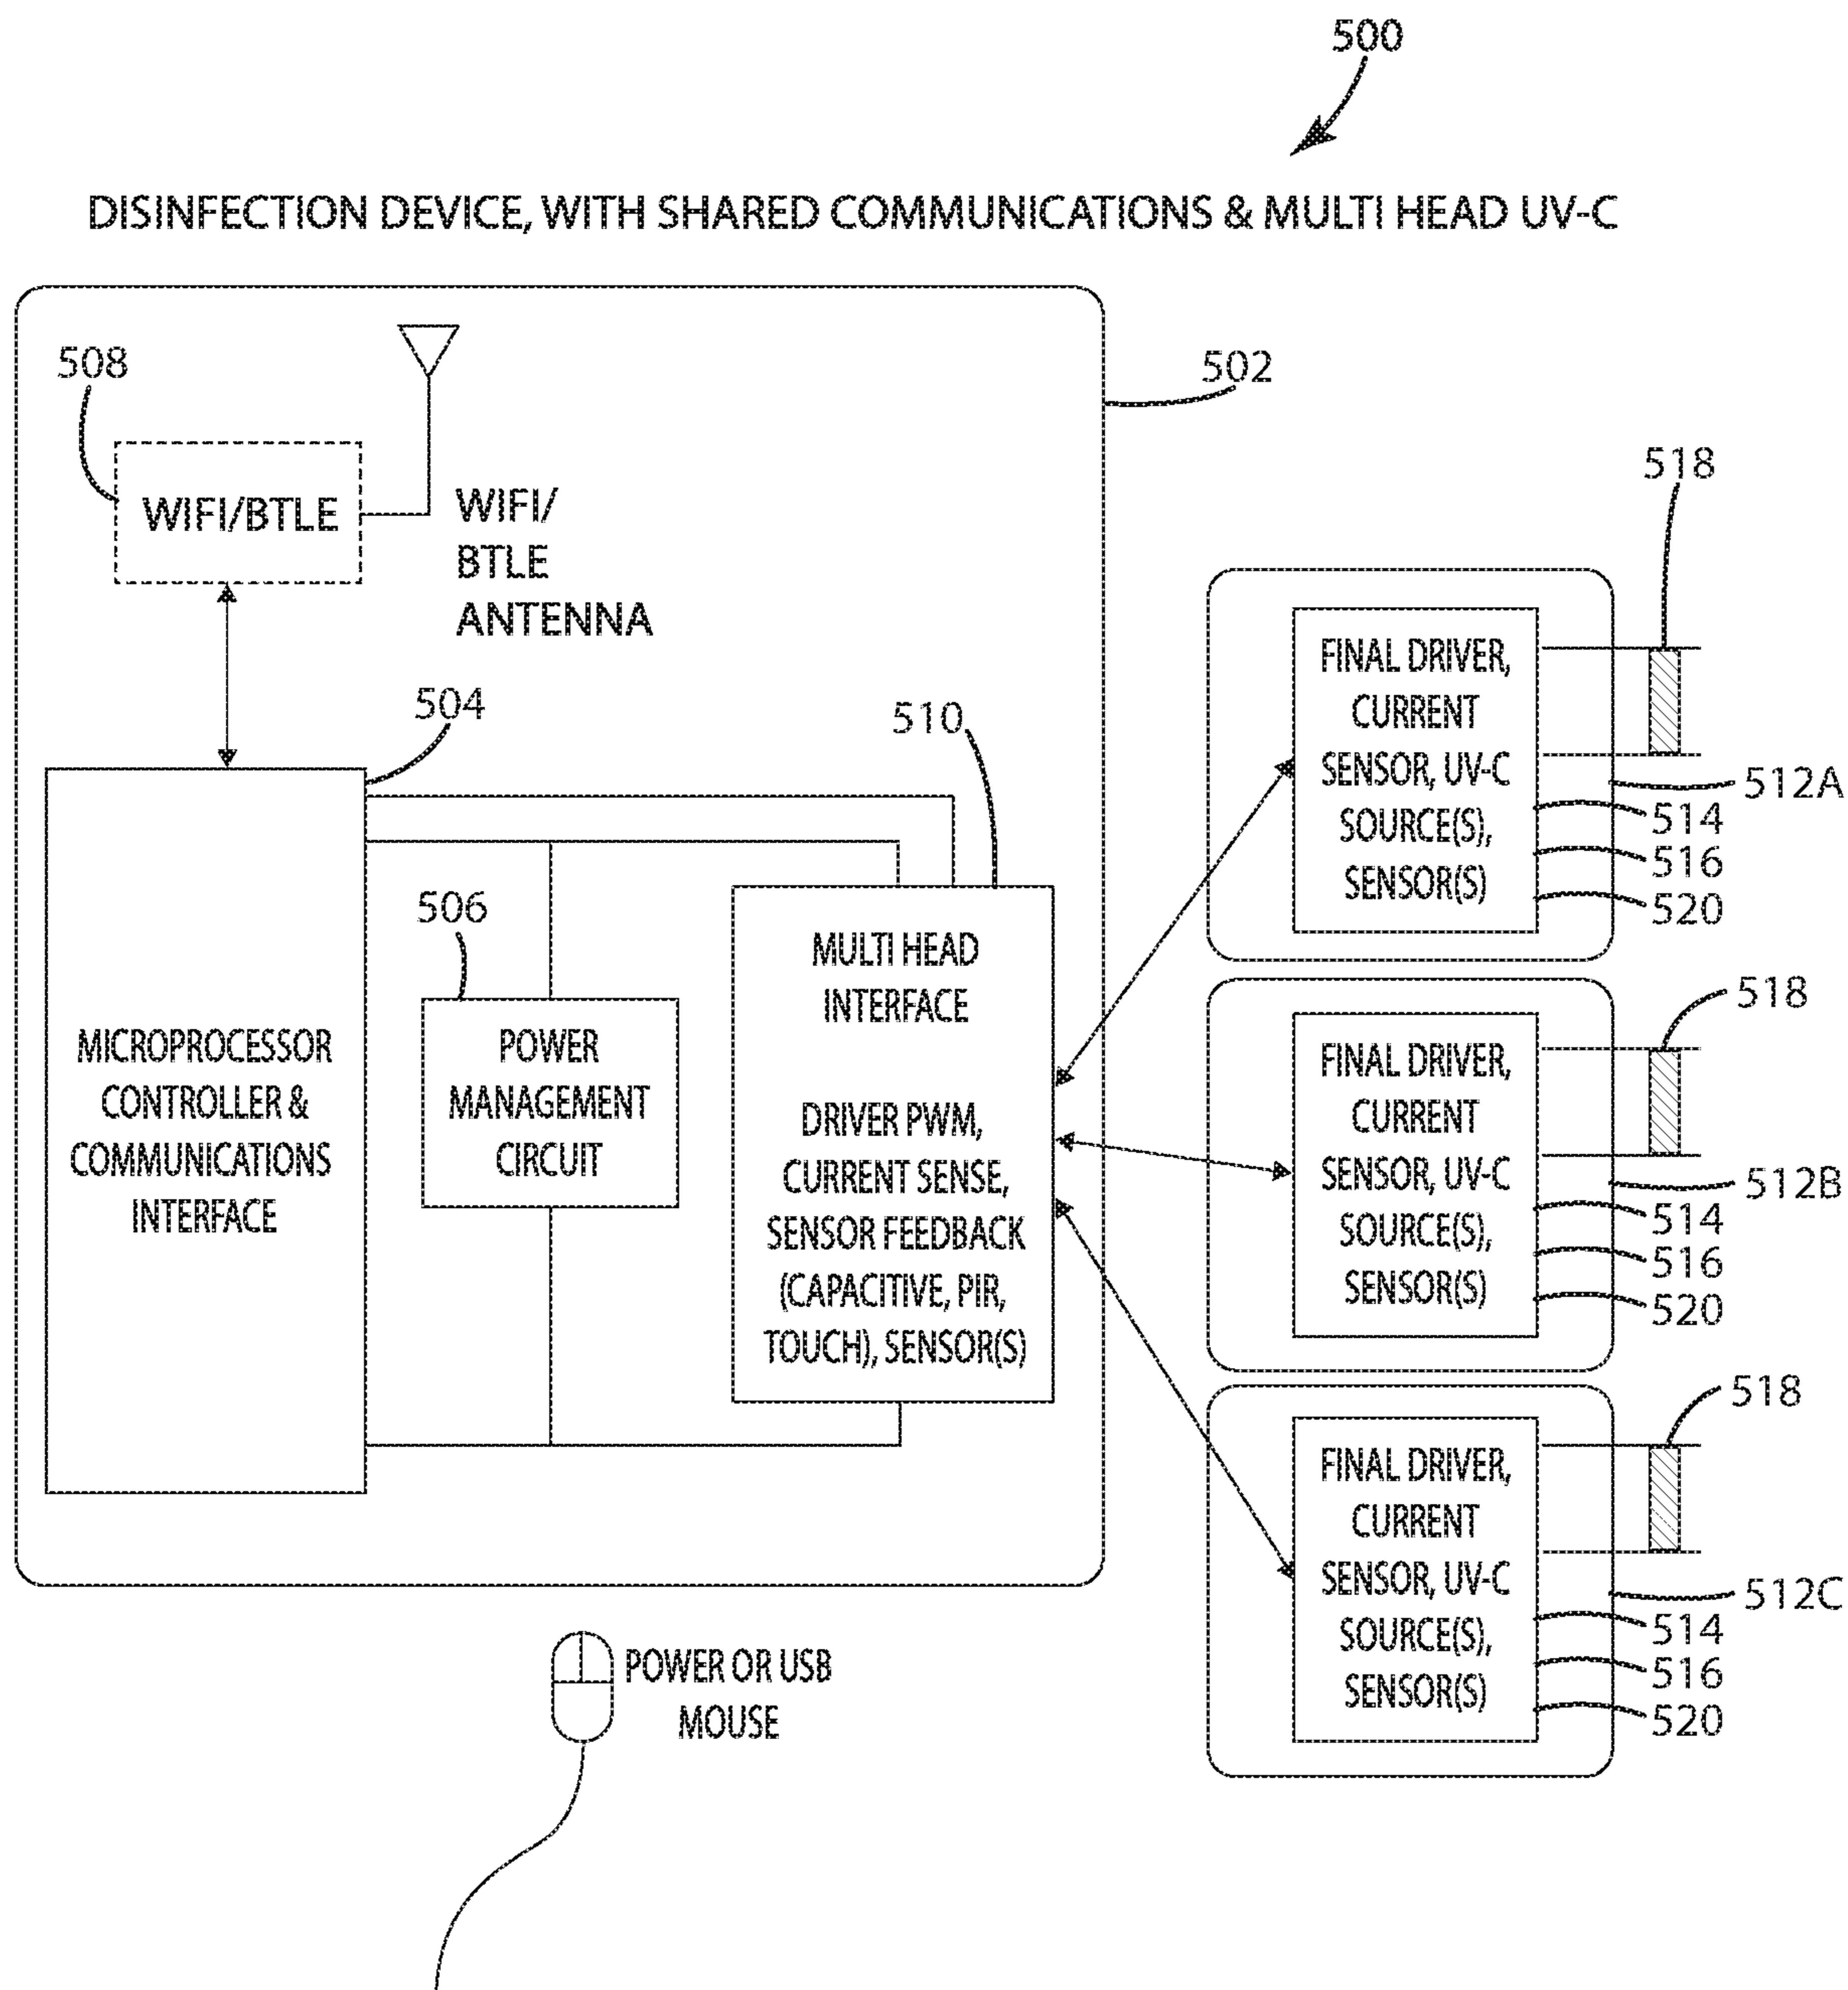 500
DISINFECTION DEVICE, WITH SHARED COMMUNICATIONS & MULTI HEAD UV-C
508
WIFI/BTLE
WIFI/
BTLE
ANTENNA
502
504
MICROPROCESSOR
CONTROLLER &
COMMUNICATIONS
INTERFACE
506
POWER
MANAGEMENT
CIRCUIT
510
MULTI HEAD
INTERFACE
DRIVER PWM,
CURRENT SENSE,
SENSOR FEEDBACK
(CAPACITIVE, PIR,
TOUCH), SENSOR(S)
518
FINAL DRIVER,
CURRENT
SENSOR, UV-C
SOURCE(S),
SENSOR(S)
512A
514
516
520
518
FINAL DRIVER,
CURRENT
SENSOR, UV-C
SOURCE(S),
SENSOR(S)
512B
514
516
520
518
FINAL DRIVER,
CURRENT
SENSOR, UV-C
SOURCE(S),
SENSOR(S)
512C
514
516
520
POWER OR USB
MOUSE